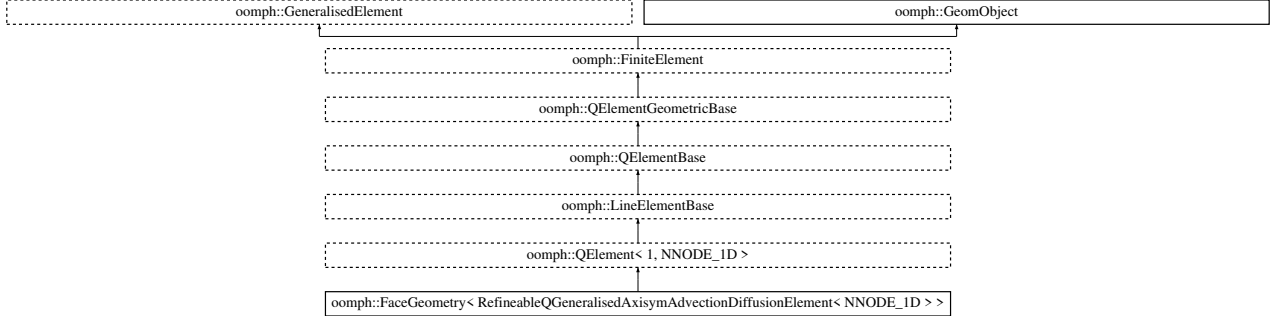 oomph::GeneralisedElement
oomph::GeomObject
oomph::FiniteElement
oomph::QElementGeometricBase
oomph::QElementBase
oomph::LineElementBase
oomph::QElement< 1, NNODE_1D >
oomph::FaceGeometry< RefineableQGeneralisedAxisymAdvectionDiffusionElement< NNODE_1D > >